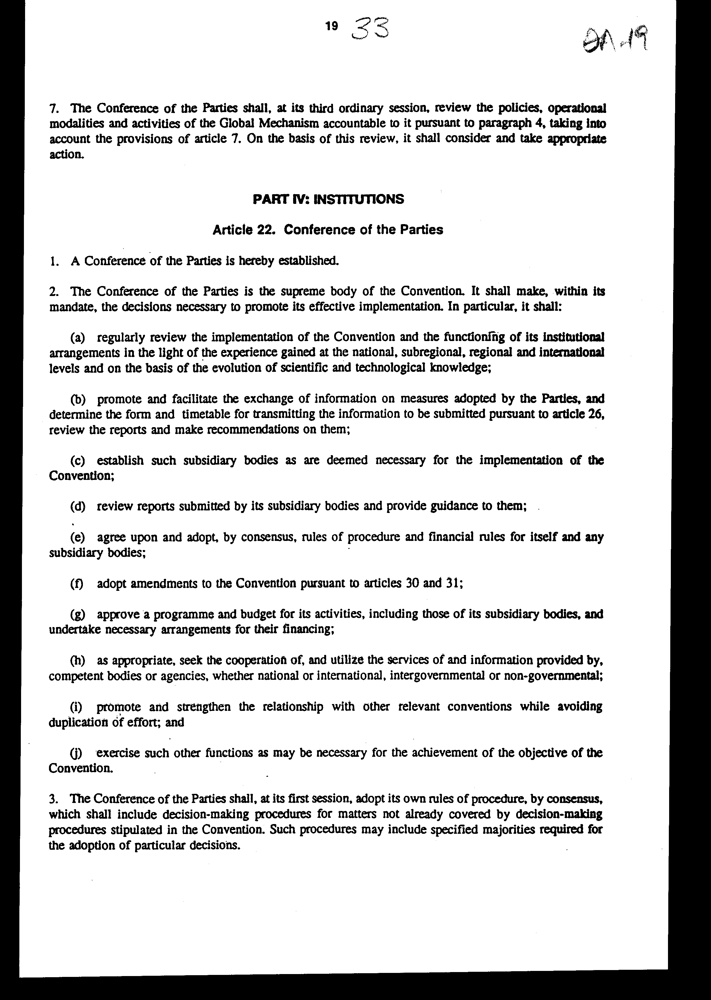 19 33
7. The Conference of the Parties shall, at its third ordinary session, review the policies, operational
modalities and activities of the Global Mechanism accountable to it pursuant to paragraph 4, taking into
account the provisions of article 7. On the basis of this review, it shall consider and take appropriate
action.
PART IV: INSTITUTIONS
Article 22. Conference of the Parties
1. A Conference of the Parties is hereby established.
2. The Conference of the Parties is the supreme body of the Convention. It shall make, within its
mandate, the decisions necessary to promote its effective implementation. In particular, it shall:
(a) regularly review the implementation of the Convention and the functioning of its institutional
arrangements in the light of the experience gained at the national, subregional, regional and international
levels and on the basis of the evolution of scientific and technological knowledge;
(b) promote and facilitate the exchange of information on measures adopted by the Parties, and
determine the form and timetable for transmitting the information to be submitted pursuant to article 26,
review the reports and make recommendations on them;
(c) establish such subsidiary bodies as are deemed necessary for the implementation of the
Convention;
(d) review reports submitted by its subsidiary bodies and provide guidance to them;
(e) agree upon and adopt, by consensus, rules of procedure and financial rules for itself and any
subsidiary bodies;
(f) adopt amendments to the Convention pursuant to articles 30 and 31;
(g) approve a programme and budget for its activities, including those of its subsidiary bodies, and
undertake necessary arrangements for their financing;
(h) as appropriate, seek the cooperation of, and utilize the services of and information provided by,
competent bodies or agencies, whether national or international, intergovernmental or non-governmental;
(i) promote and strengthen the relationship with other relevant conventions while avoiding
duplication of effort; and
(j) exercise such other functions as may be necessary for the achievement of the objective of the
Convention.
3. The Conference of the Parties shall, at its first session, adopt its own rules of procedure, by consensus,
which shall include decision-making procedures for matters not already covered by decision-making
procedures stipulated in the Convention. Such procedures may include specified majorities required for
the adoption of particular decisions.